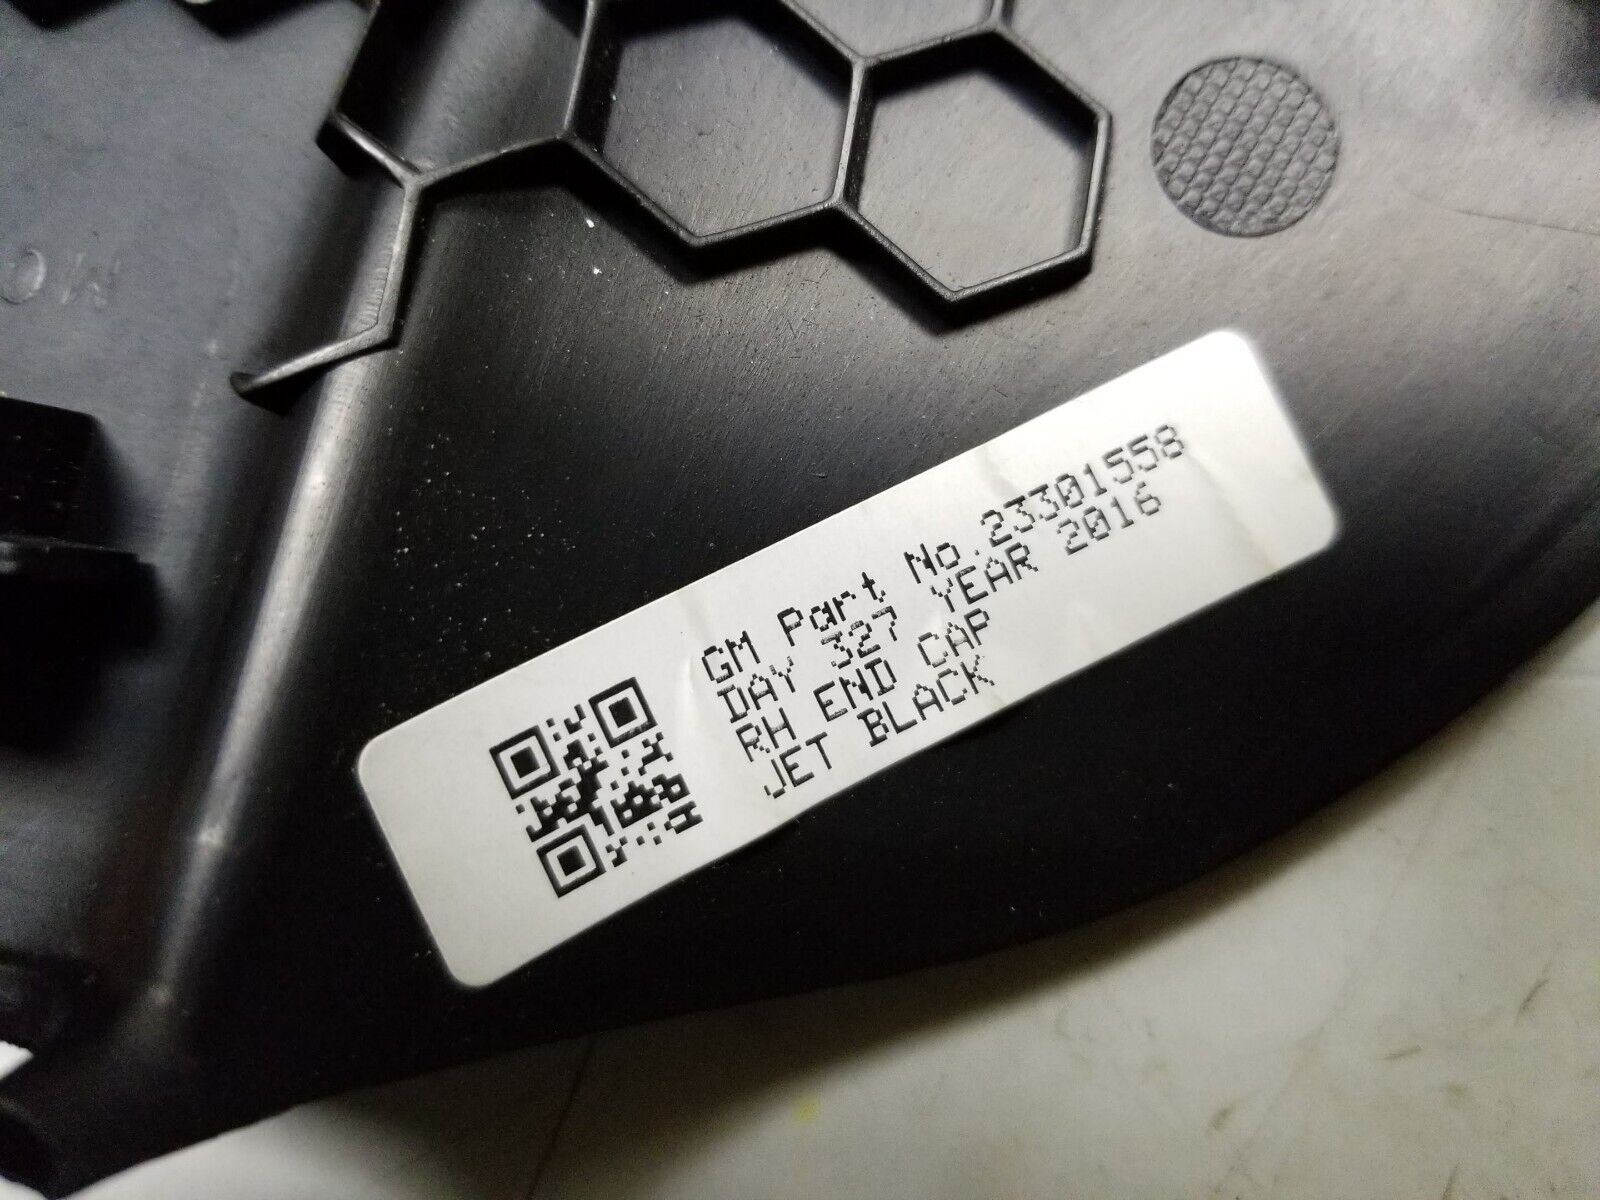 GM Part No.23301558
DAY 327 YEAR 2016
RH END CAP
JET BLACK